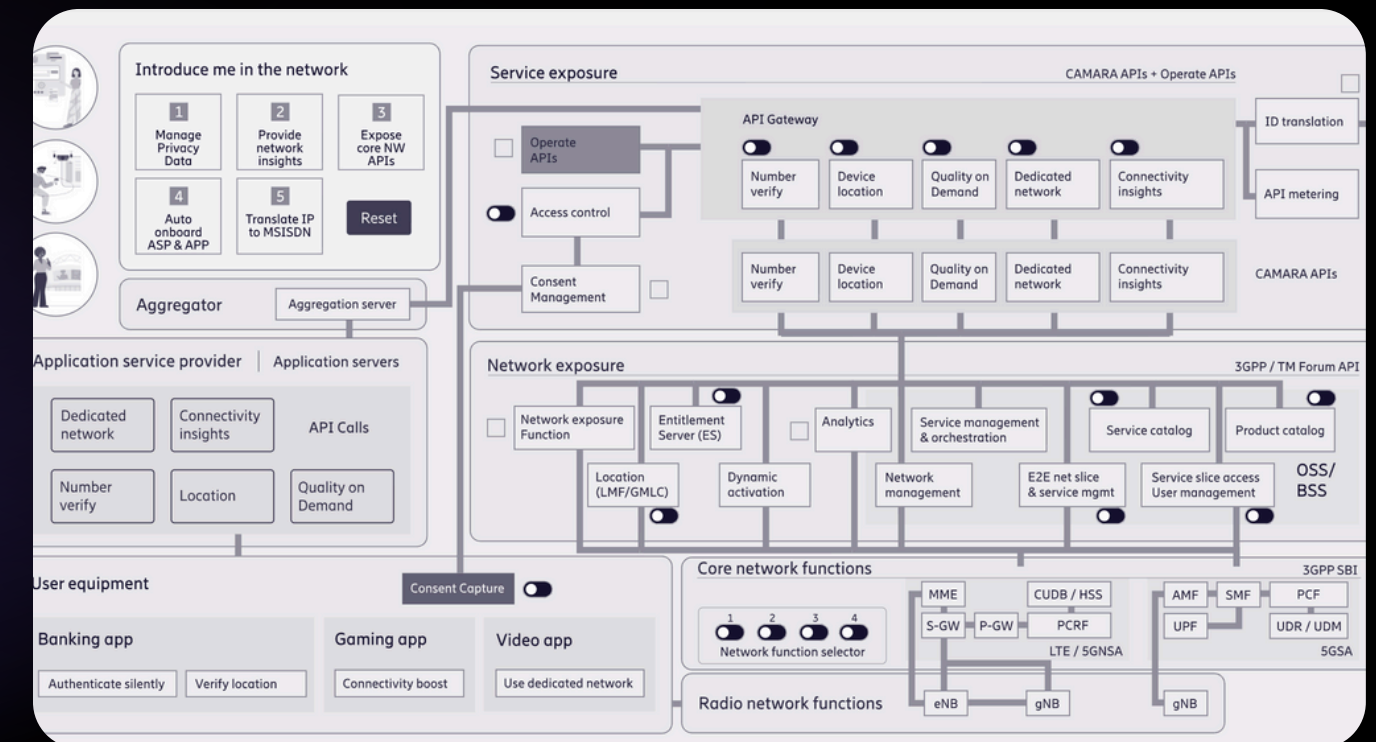 Introduce me in the network
1
Manage
Privacy
Data
2
Provide
network
insights
3
Expose
core NW
APIs
4
Auto
onboard
ASP & APP
5
Translate IP
to MSISDN
Reset
Aggregator
Aggregation server
Application service provider
Application servers
Dedicated
network
Connectivity
insights
API Calls
Number
verify
Location
Quality on
Demand
Service exposure
CAMARA APIs + Operate APIs
Operate
APIs
Access control
Consent
Management
API Gateway
Number
verify
Device
location
Quality on
Demand
Dedicated
network
Connectivity
insights
ID translation
API metering
Number
verify
Device
location
Quality on
Demand
Dedicated
network
Connectivity
insights
CAMARA APIs
Network exposure
3GPP / TM Forum API
Network exposure
Function
Entitlement
Server (ES)
Analytics
Service management
& orchestration
Service catalog
Product catalog
Location
(LMF/GMLC)
Dynamic
activation
Network
management
E2E net slice
& service mgmt
Service slice access
User management
OSS/
BSS
User equipment
Consent Capture
Banking app
Authenticate silently
Verify location
Gaming app
Connectivity boost
Video app
Use dedicated network
Core network functions
3GPP SBI
1
2
3
4
Network function selector
MME
CUDB / HSS
S-GW
P-GW
PCRF
LTE / 5GNSA
AMF
SMF
PCF
UPF
UDR / UDM
5GSA
Radio network functions
eNB
gNB
gNB